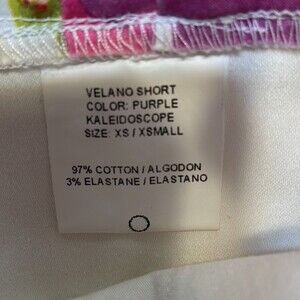 VELANO SHORT
COLOR: PURPLE
KALEIDOSCOPE
SIZE: XS / XSMALL
97% COTTON / ALGODON
3% ELASTANE / ELASTANO